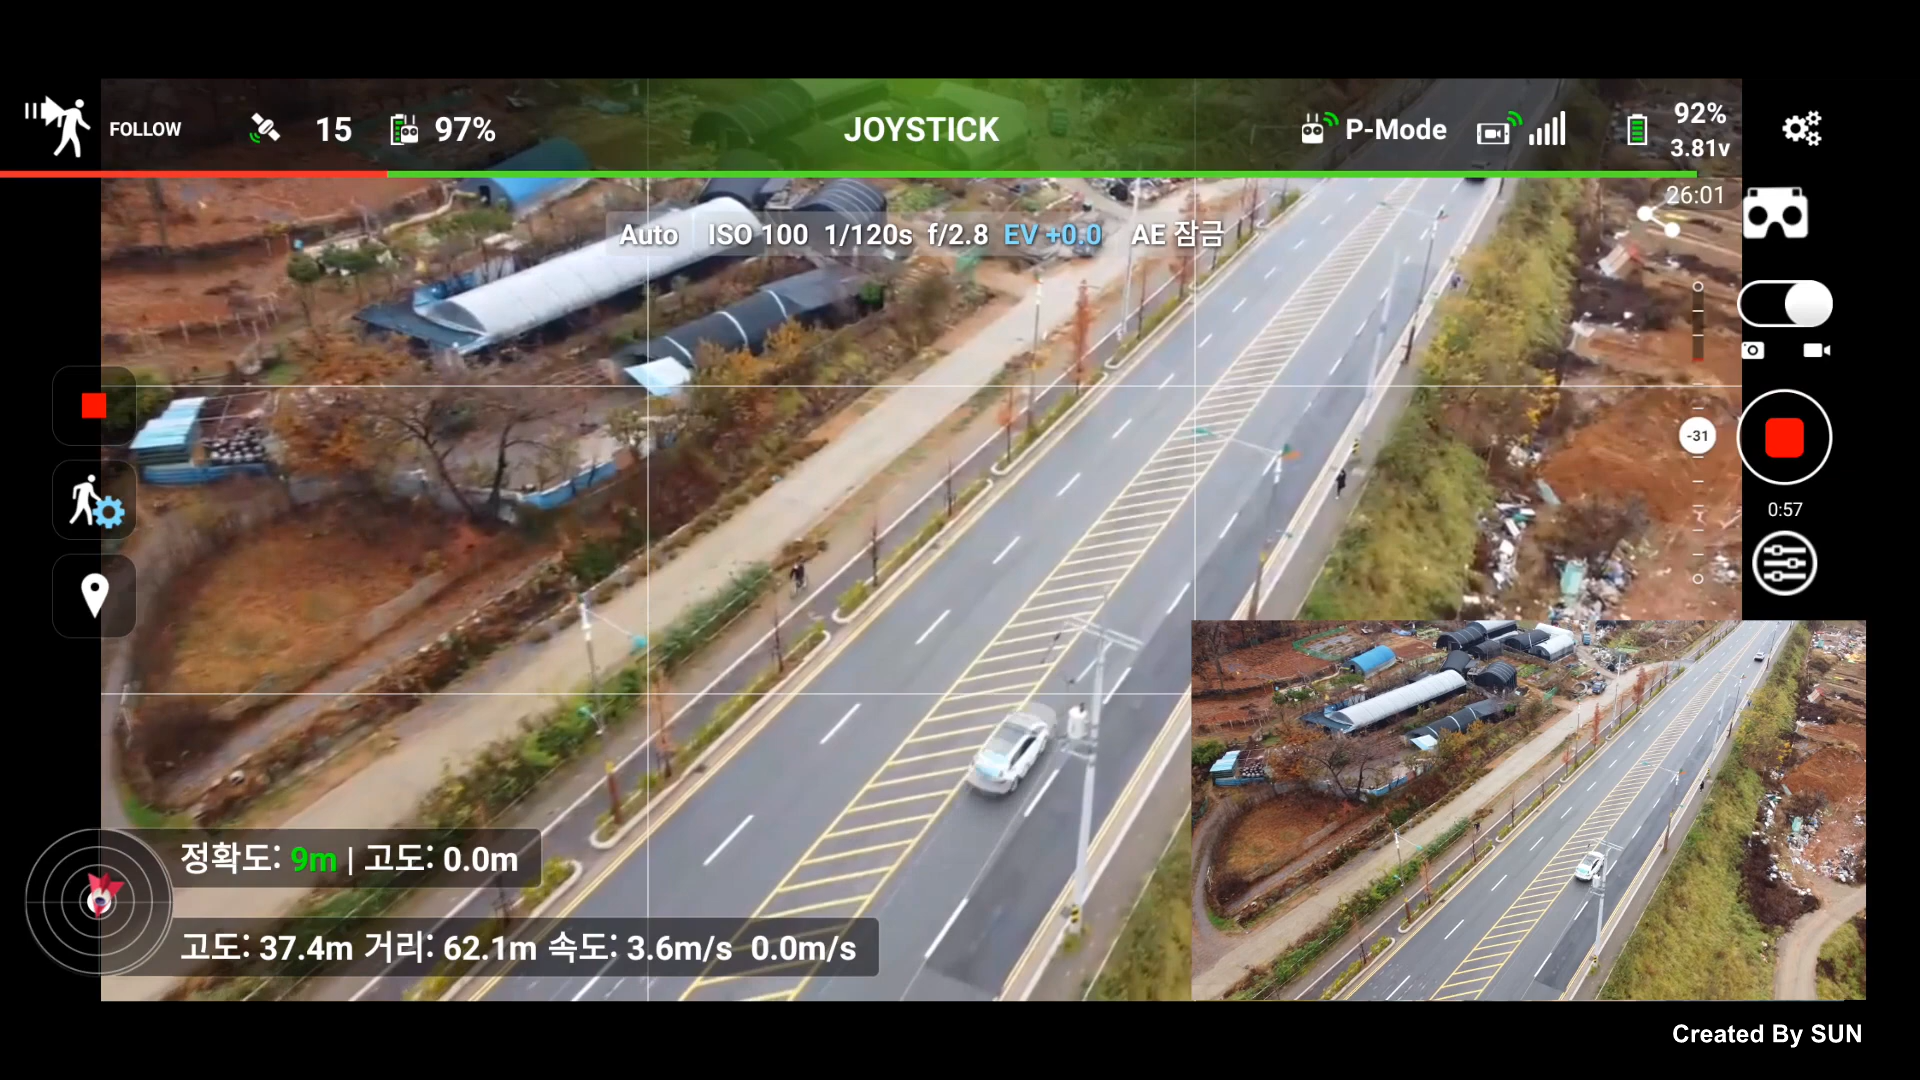 FOLLOW 15 97% JOYSTICK P-Mode 92%
3.81v
26:01
Auto ISO 100 1/120s f/2.8 EV +0.0 AE 잠금
-31
0:57
정확도: 9m | 고도: 0.0m
고도: 37.4m 거리: 62.1m 속도: 3.6m/s 0.0m/s
Created By SUN